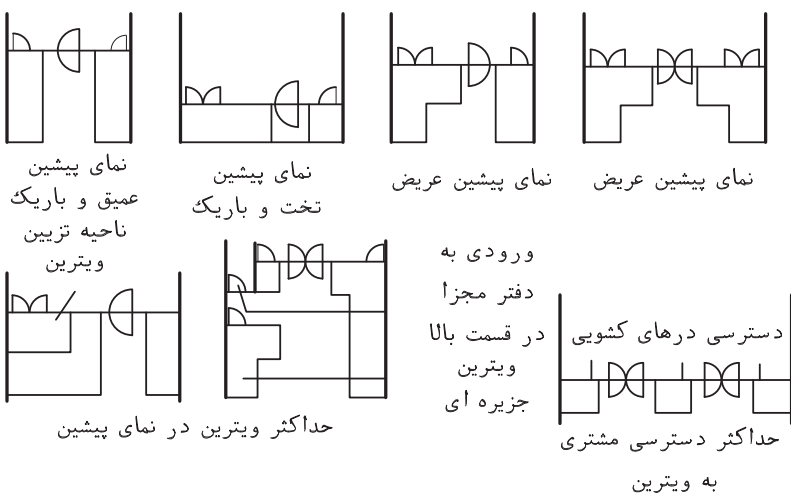 نمای پیشین
عمیق و باریک
ناحیه تزیین
ویترین
نمای پیشین
تخت و باریک
نمای پیشین عریض
نمای پیشین عریض
ورودی به
دفتر مجزا
در قسمت بالا
ویترین
جزیره ای
دسترسی درهای کشویی
حداکثر ویترین در نمای پیشین
حداکثر دسترسی مشتری
به ویترین